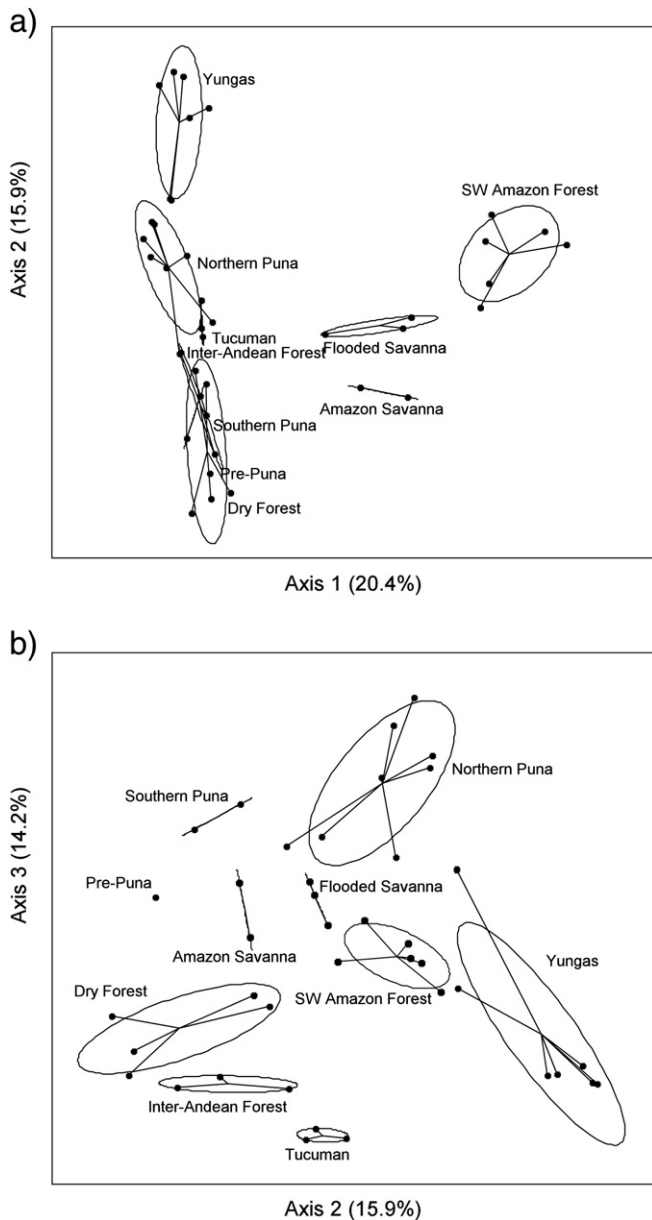 a)
Yungas
SW Amazon Forest
Northern Puna
Tucuman
Inter-Andean Forest
Flooded Savanna
Amazon Savanna
Southern Puna
Pre-Puna
Dry Forest
Axis 2 (15.9%)
Axis 1 (20.4%)
b)
Northern Puna
Southern Puna
Pre-Puna
Flooded Savanna
Amazon Savanna
Yungas
Dry Forest
SW Amazon Forest
Inter-Andean Forest
Tucuman
Axis 3 (14.2%)
Axis 2 (15.9%)